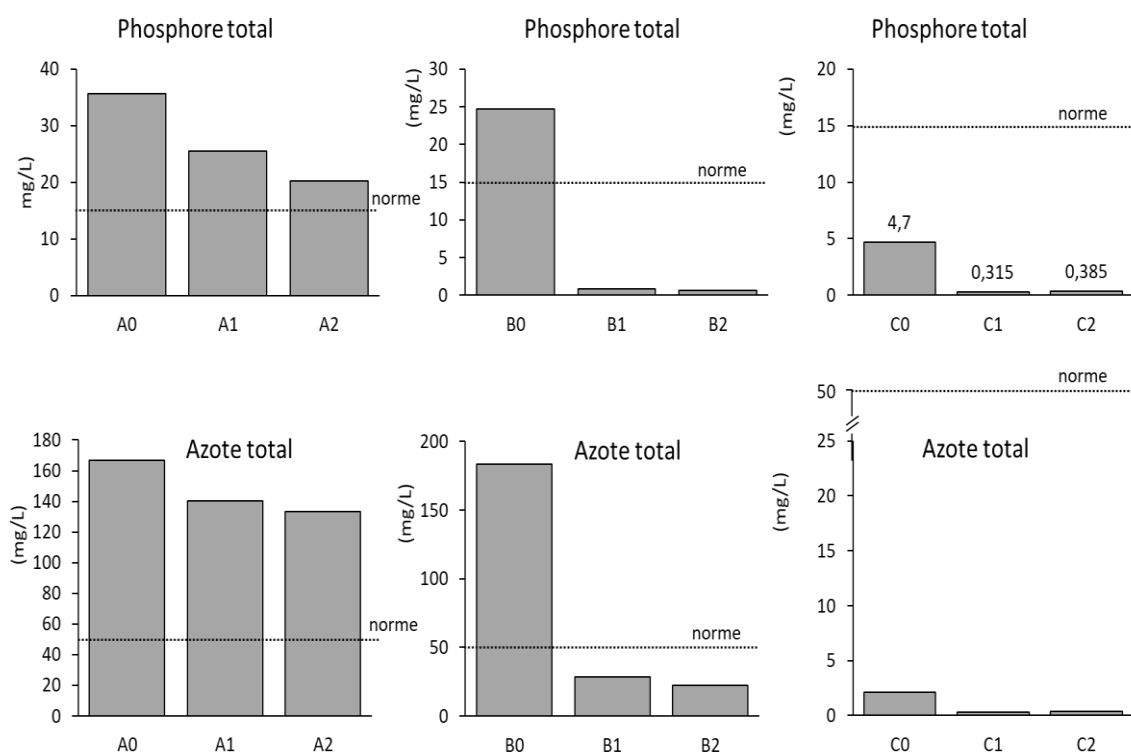 Phosphore total
mg/L
40
30
20
10
0
norme
A0 A1 A2
Phosphore total
(mg/L)
30
25
20
15
10
5
0
norme
B0 B1 B2
Phosphore total
(mg/L)
20
15
10
5
0
norme
4,7
0,315
0,385
C0 C1 C2
Azote total
(mg/L)
180
160
140
120
100
80
60
40
20
0
norme
A0 A1 A2
Azote total
(mg/L)
200
150
100
50
0
norme
B0 B1 B2
norme
50
Azote total
(mg/L)
25
20
15
10
5
0
C0 C1 C2